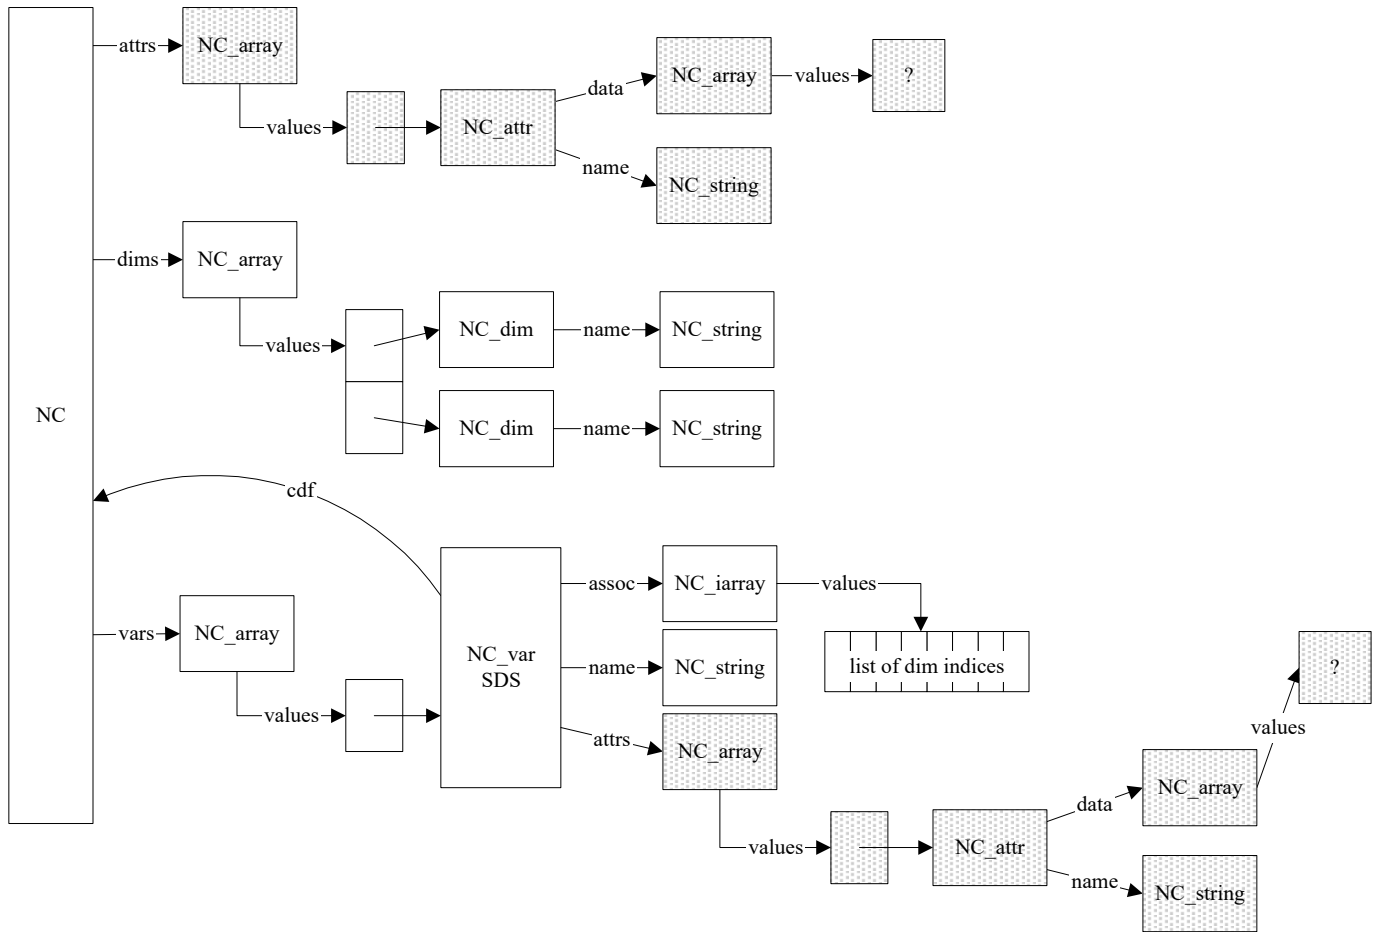 attrs
NC_array
values
NC_attr
data
NC_array
values
?
name
NC_string
dims
NC_array
values
NC_dim
name
NC_string
NC_dim
name
NC_string
NC
cdf
vars
NC_array
values
NC_var
SDS
assoc
NC_iarray
values
list of dim indices
name
NC_string
attrs
NC_array
values
NC_attr
data
NC_array
values
?
name
NC_string